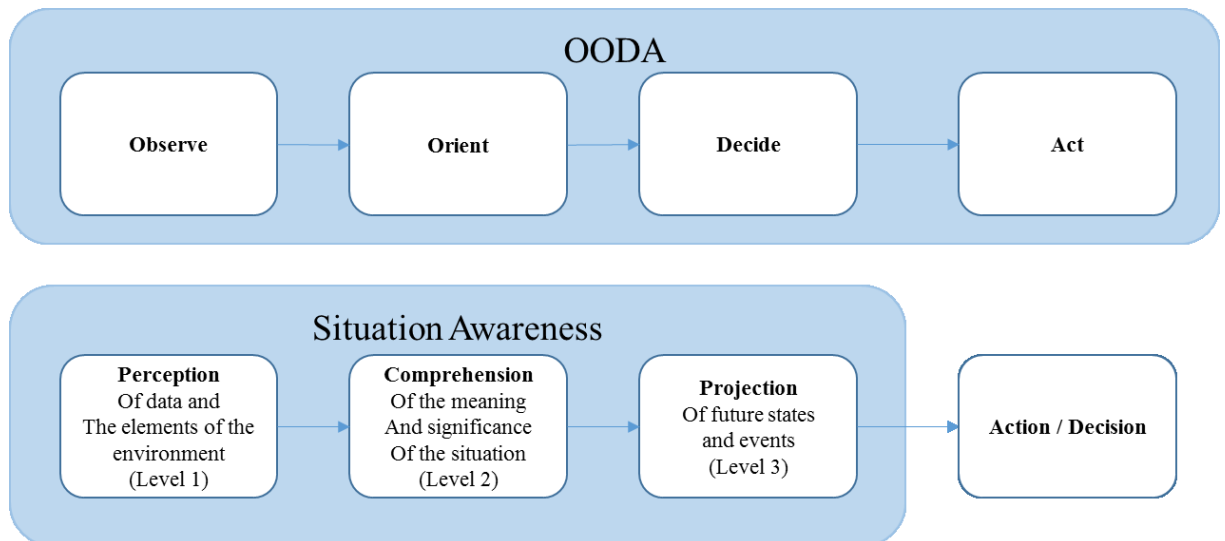 OODA
Observe
Orient
Decide
Act
Situation Awareness
Perception
Of data and
The elements of the
environment
(Level 1)
Comprehension
Of the meaning
And significance
Of the situation
(Level 2)
Projection
Of future states
and events
(Level 3)
Action / Decision